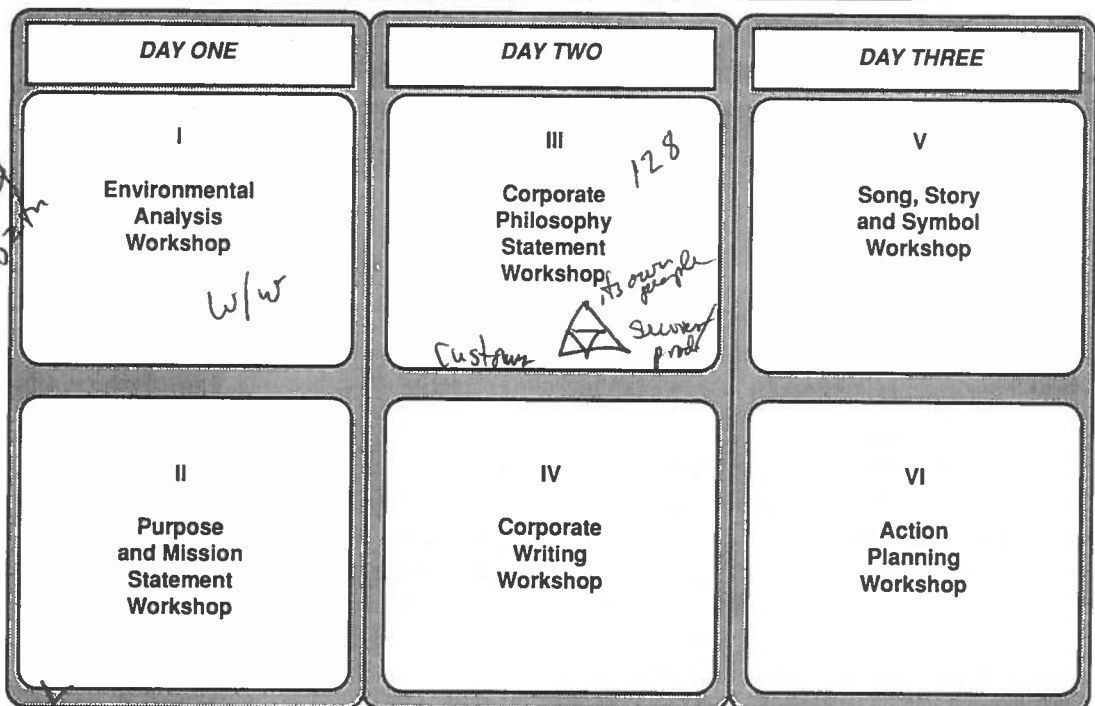 DAY ONE
I
Environmental
Analysis
Workshop
w/w
II
Purpose
and Mission
Statement
Workshop
DAY TWO
III
128
Corporate
Philosophy
Statement
Workshop
its own
people
Custom
prod
IV
Corporate
Writing
Workshop
DAY THREE
V
Song, Story
and Symbol
Workshop
VI
Action
Planning
Workshop